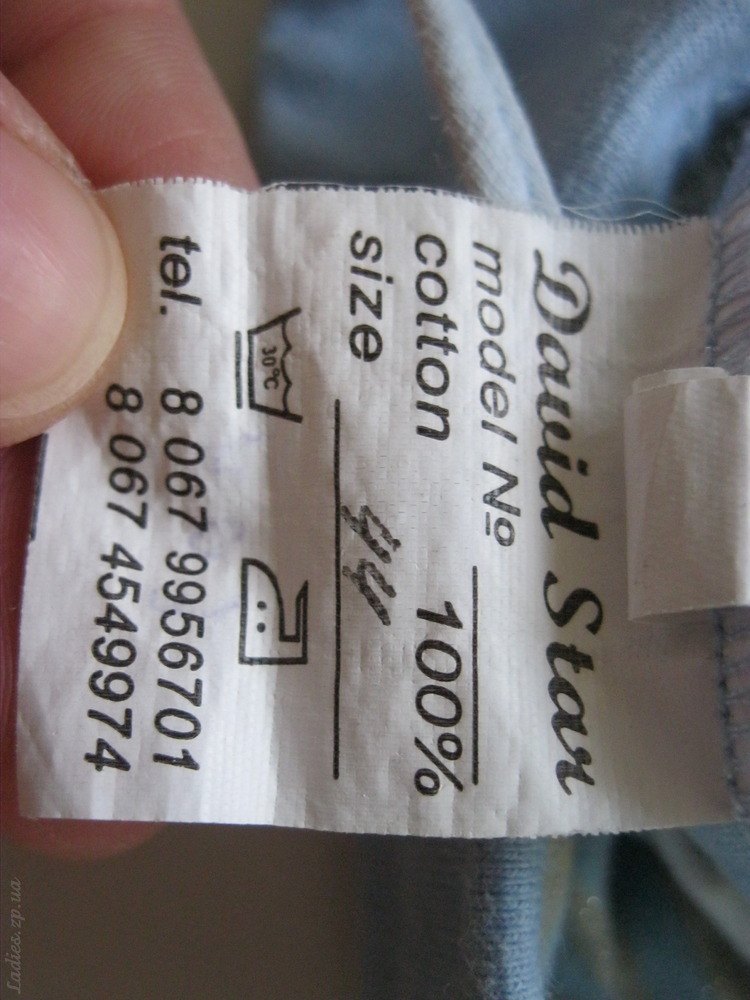 David Star
model №
cotton 100%
size 44
30°C
tel. 8 067 9956701
8 067 4549974
Ladies.zp.ua